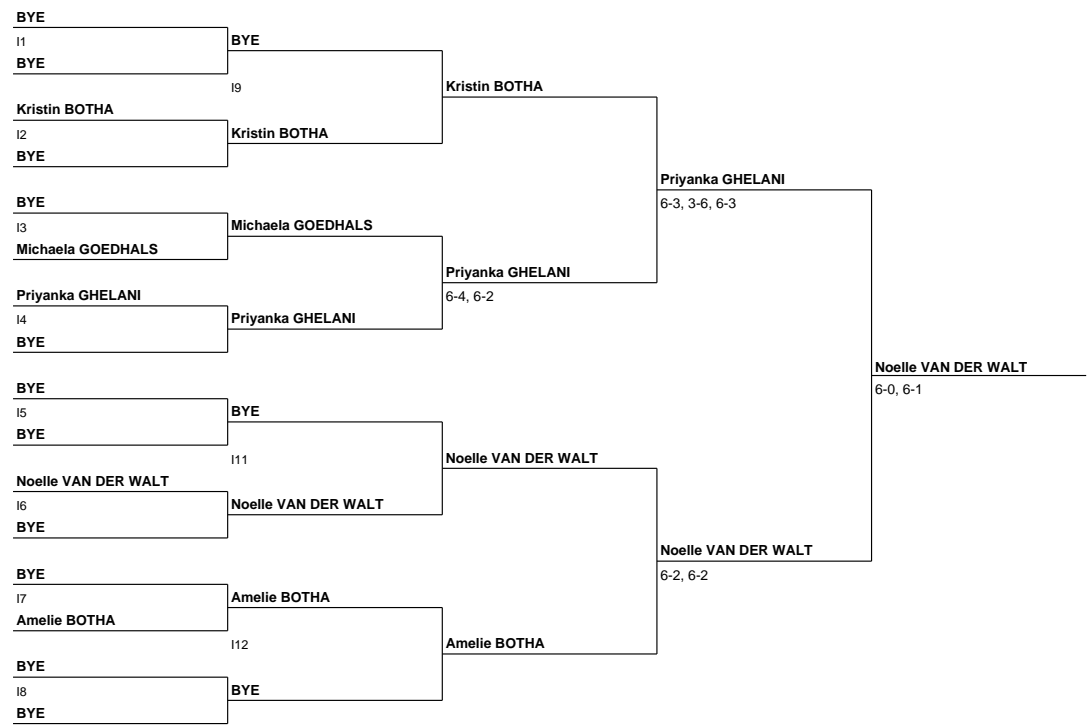 BYE
I1
BYE
Kristin BOTHA
I2
BYE
BYE
I3
Michaela GOEDHALS
Priyanka GHELANI
I4
BYE
BYE
I5
BYE
Noelle VAN DER WALT
I6
BYE
BYE
I7
Amelie BOTHA
BYE
I8
BYE
BYE
I9
Kristin BOTHA
Michaela GOEDHALS
Priyanka GHELANI
BYE
I11
Noelle VAN DER WALT
Amelie BOTHA
I12
BYE
Kristin BOTHA
Priyanka GHELANI
6-4, 6-2
Noelle VAN DER WALT
Amelie BOTHA
Priyanka GHELANI
6-3, 3-6, 6-3
Noelle VAN DER WALT
6-2, 6-2
Noelle VAN DER WALT
6-0, 6-1